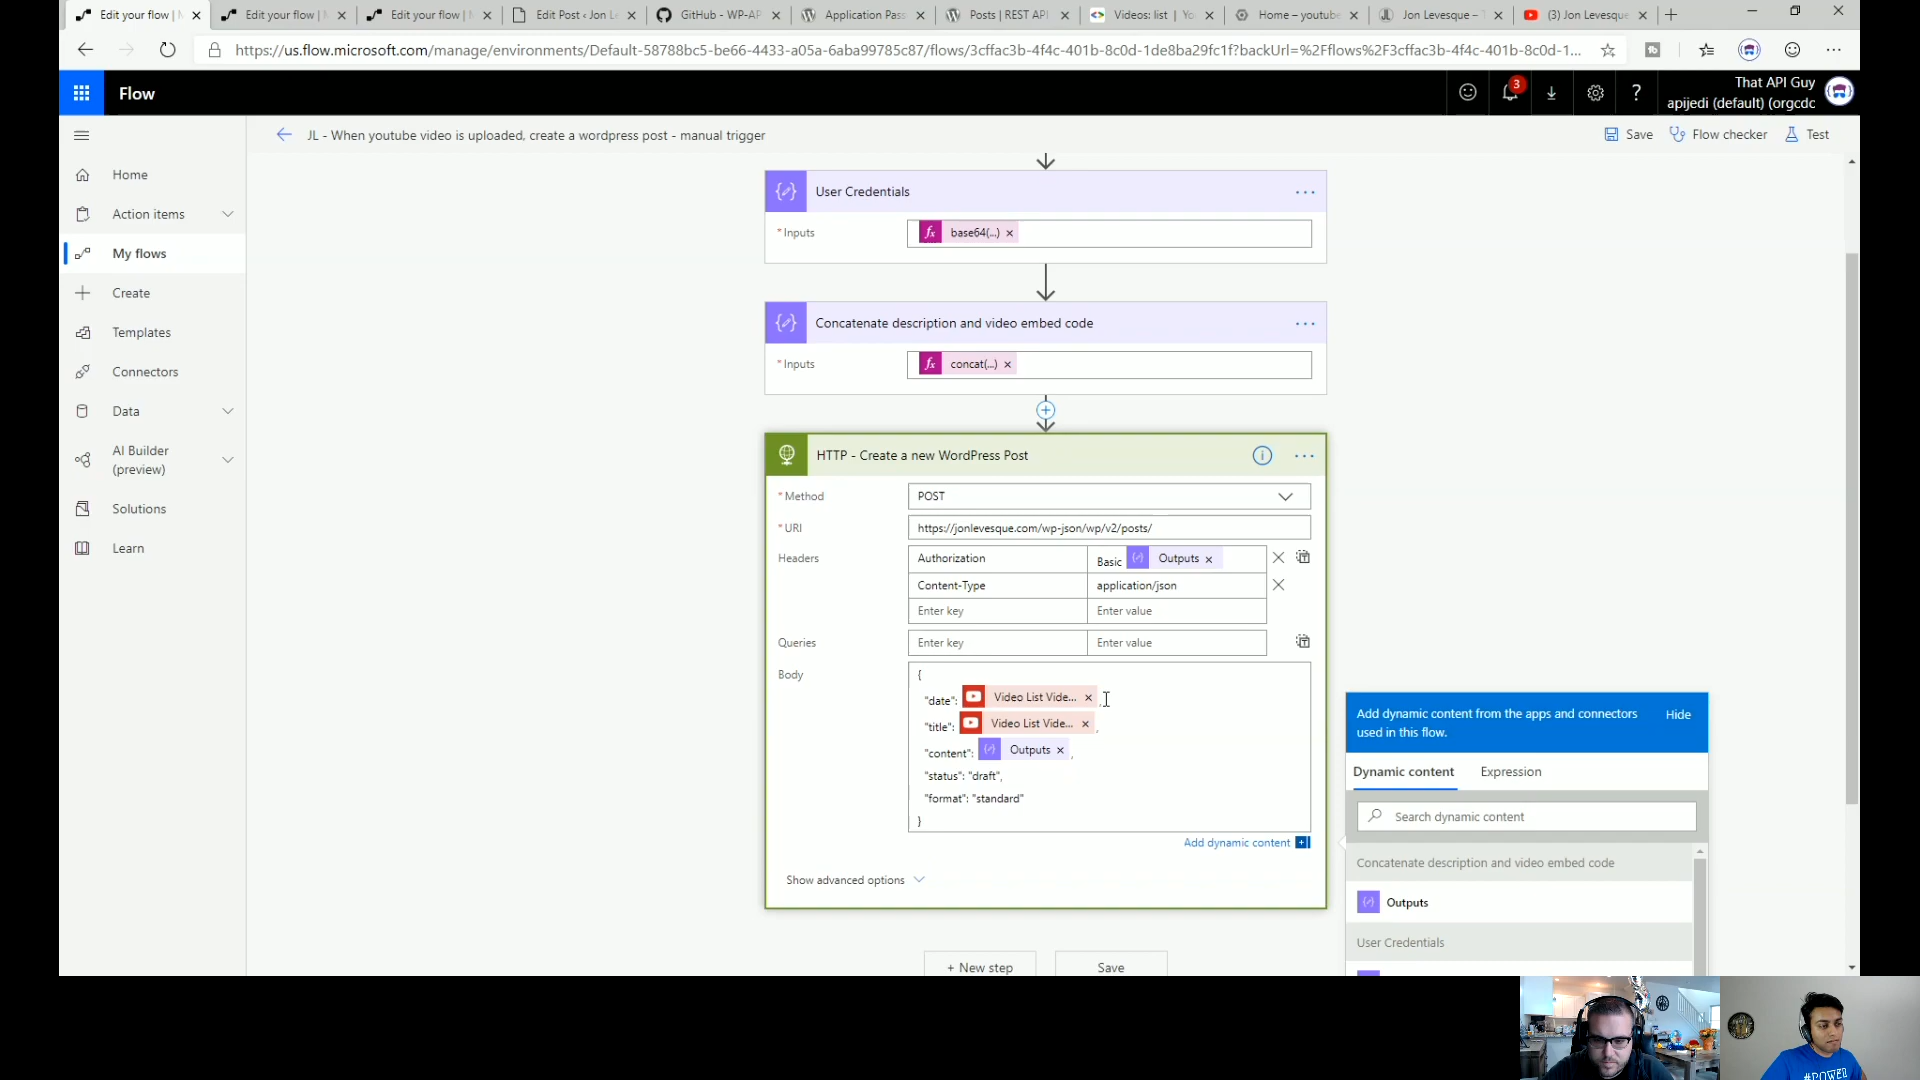 Edit your flow | M
Edit your flow | M
Edit your flow | M
Edit Post ‹ Jon Le
GitHub - WP-AP
Application Pass
Posts | REST API
Videos: list | Yo
Home – youtube
Jon Levesque –
(3) Jon Levesque
https://us.flow.microsoft.com/manage/environments/Default-58788bc5-be66-4433-a05a-6aba99785c87/flows/3cffac3b-4f4c-401b-8c0d-1de8ba29fc1f?backUrl=%2Fflows%2F3cffac3b-4f4c-401b-8c0d-1...
Flow
3
?
That API Guy
apijedi (default) (orgcdc
JL - When youtube video is uploaded, create a wordpress post - manual trigger
Save
Flow checker
Test
Home
Action items
My flows
Create
Templates
Connectors
Data
AI Builder
(preview)
Solutions
Learn
User Credentials
* Inputs
fx base64(...) ×
Concatenate description and video embed code
* Inputs
fx concat(...) ×
HTTP - Create a new WordPress Post
* Method
POST
* URI
https://jonlevesque.com/wp-json/wp/v2/posts/
Headers
Authorization
Basic Outputs ×
Content-Type
application/json
Enter key
Enter value
Queries
Enter key
Enter value
Body
{
"date": Video List Vide... × ,
"title": Video List Vide... × ,
"content": Outputs × ,
"status": "draft",
"format": "standard"
}
Add dynamic content
Show advanced options
+ New step
Save
Add dynamic content from the apps and connectors
used in this flow.
Hide
Dynamic content
Expression
Search dynamic content
Concatenate description and video embed code
Outputs
User Credentials
#POWER